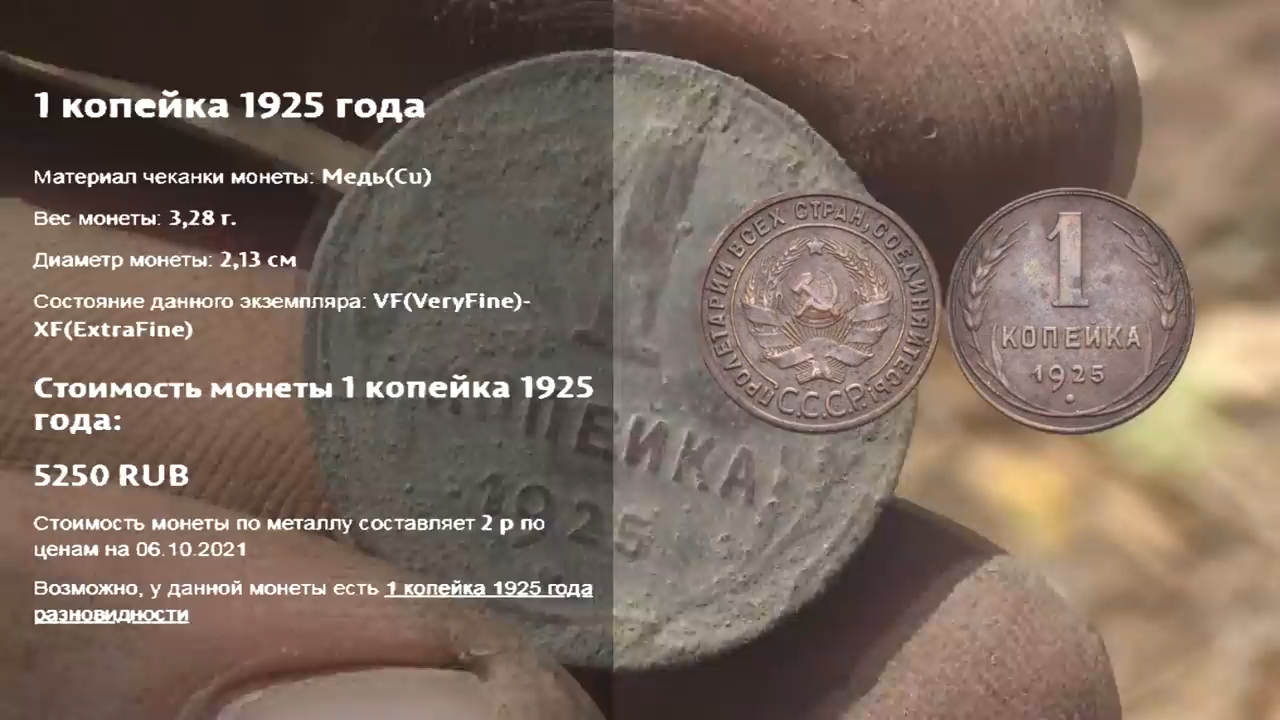 1 копейка 1925 года
Материал чеканки монеты: Медь(Cu)
Вес монеты: 3,28 г.
Диаметр монеты: 2,13 см
Состояние данного экземпляра: VF(VeryFine)-
XF(ExtraFine)
Стоимость монеты 1 копейка 1925
года:
5250 RUB
Стоимость монеты по металлу составляет 2 р по
ценам на 06.10.2021
Возможно, у данной монеты есть 1 копейка 1925 года
разновидности
ПРОЛЕТАРИИ ВСЕХ СТРАН, СОЕДИНЯЙТЕСЬ!
С.С.С.Р.
1
КОПЕЙКА
1925
1
ПЕЙКА
1925